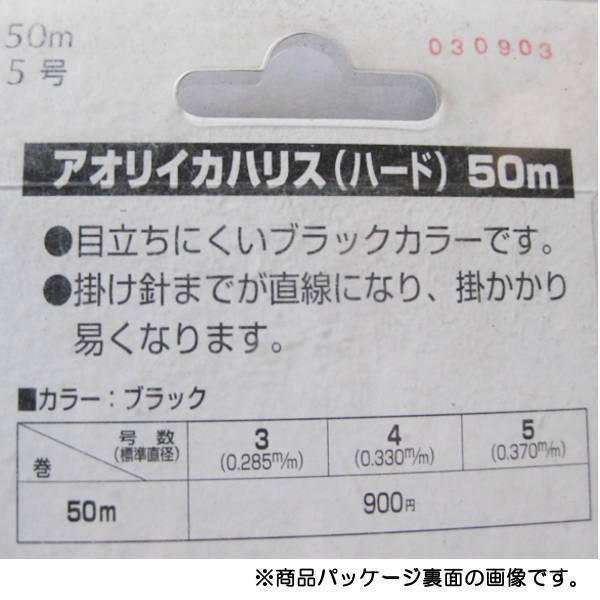 50m
5号
030903
アオリイカハリス(ハード) 50m
●目立ちにくいブラックカラーです。
●掛け針までが直線になり、掛かかり
易くなります。
■カラー：ブラック
号数 3 4 5
(標準直径) (0.285m/m) (0.330m/m) (0.370m/m)
巻
50m 900円
※商品パッケージ裏面の画像です。